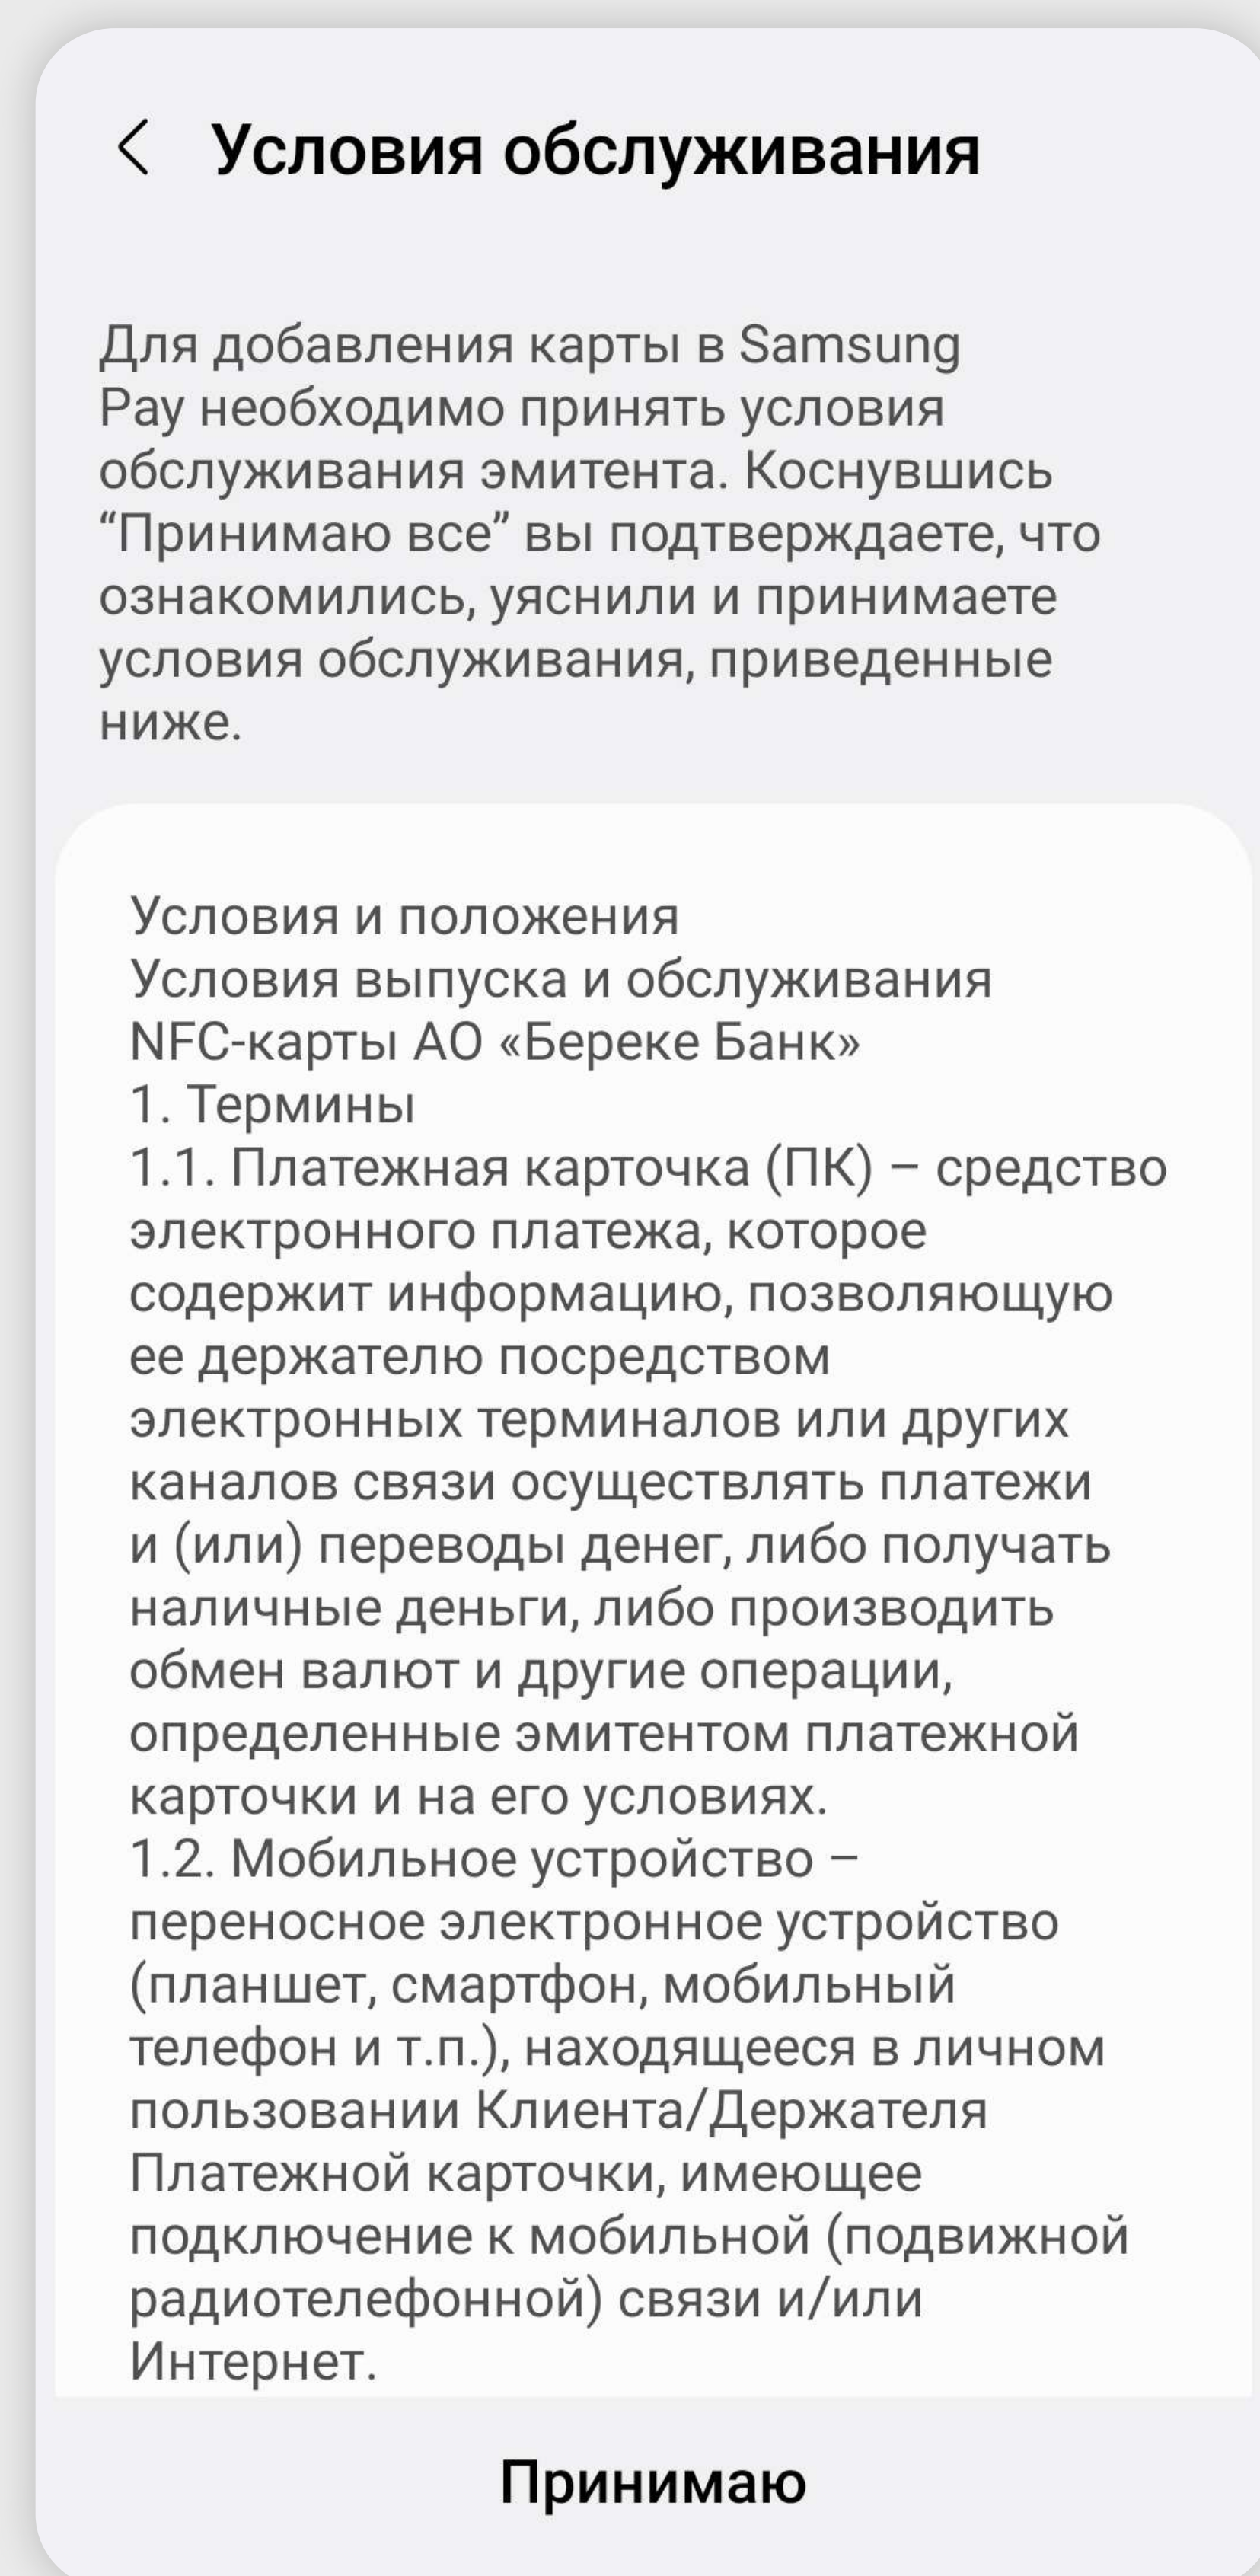 Условия обслуживания
Для добавления карты в Samsung
Pay необходимо принять условия
обслуживания эмитента. Коснувшись
“Принимаю все” вы подтверждаете, что
ознакомились, уяснили и принимаете
условия обслуживания, приведенные
ниже.
Условия и положения
Условия выпуска и обслуживания
NFC-карты АО «Береке Банк»
1. Термины
1.1. Платежная карточка (ПК) – средство
электронного платежа, которое
содержит информацию, позволяющую
ее держателю посредством
электронных терминалов или других
каналов связи осуществлять платежи
и (или) переводы денег, либо получать
наличные деньги, либо производить
обмен валют и другие операции,
определенные эмитентом платежной
карточки и на его условиях.
1.2. Мобильное устройство –
переносное электронное устройство
(планшет, смартфон, мобильный
телефон и т.п.), находящееся в личном
пользовании Клиента/Держателя
Платежной карточки, имеющее
подключение к мобильной (подвижной
радиотелефонной) связи и/или
Интернет.
Принимаю